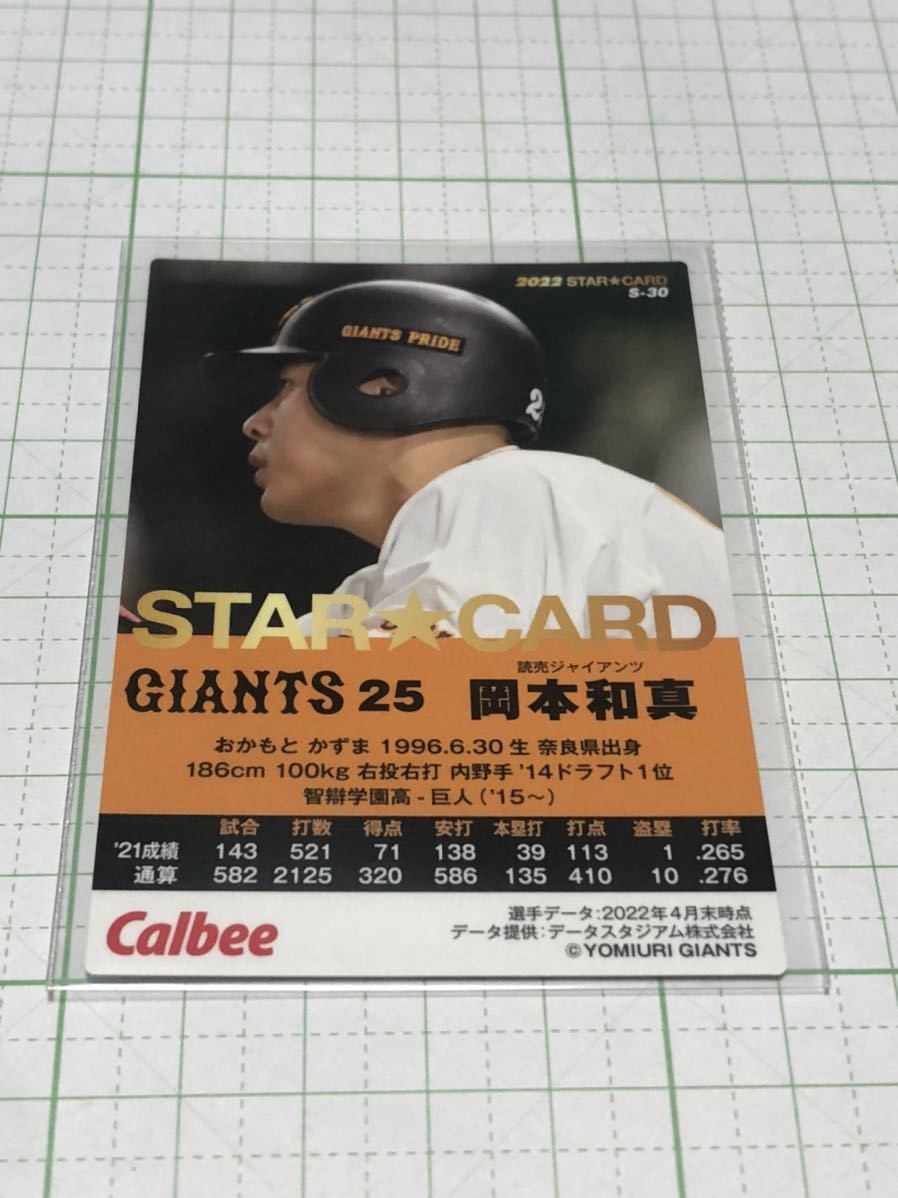 2022 STAR★CARD
S-30
GIANTS PRIDE
2
STAR★CARD
読売ジャイアンツ
GIANTS 25 岡本和真
おかもと かずま 1996.6.30 生 奈良県出身
186cm 100kg 右投右打 内野手 '14ドラフト1位
智辯学園高 - 巨人 ('15～)
試合 打数 得点 安打 本塁打 打点 盗塁 打率
'21成績 143 521 71 138 39 113 1 .265
通算 582 2125 320 586 135 410 10 .276
Calbee
選手データ:2022年4月末時点
データ提供:データスタジアム株式会社
©YOMIURI GIANTS